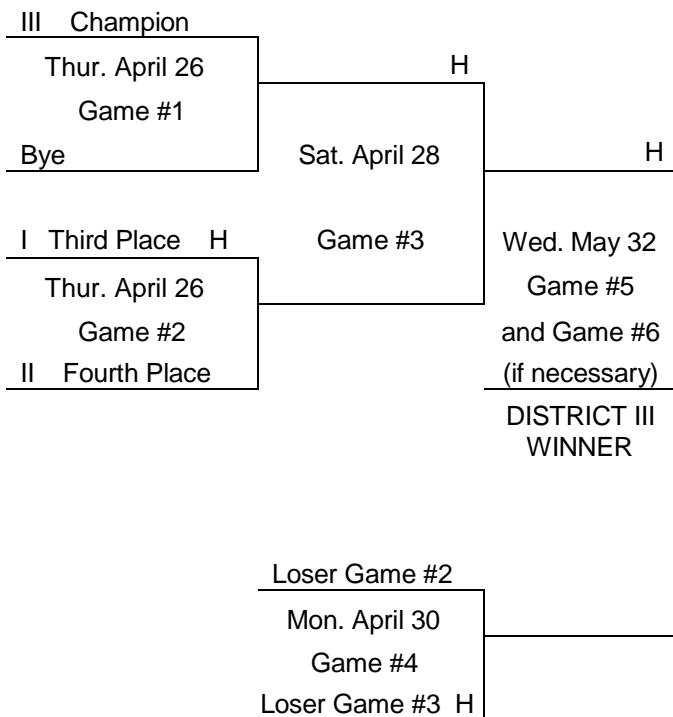 III Champion
Thur. April 26
Game #1
Bye
H
Sat. April 28
Game #3
I Third Place H
Thur. April 26
Game #2
II Fourth Place
H
Wed. May 32
Game #5
and Game #6
(if necessary)
DISTRICT III
WINNER
Loser Game #2
Mon. April 30
Game #4
Loser Game #3 H